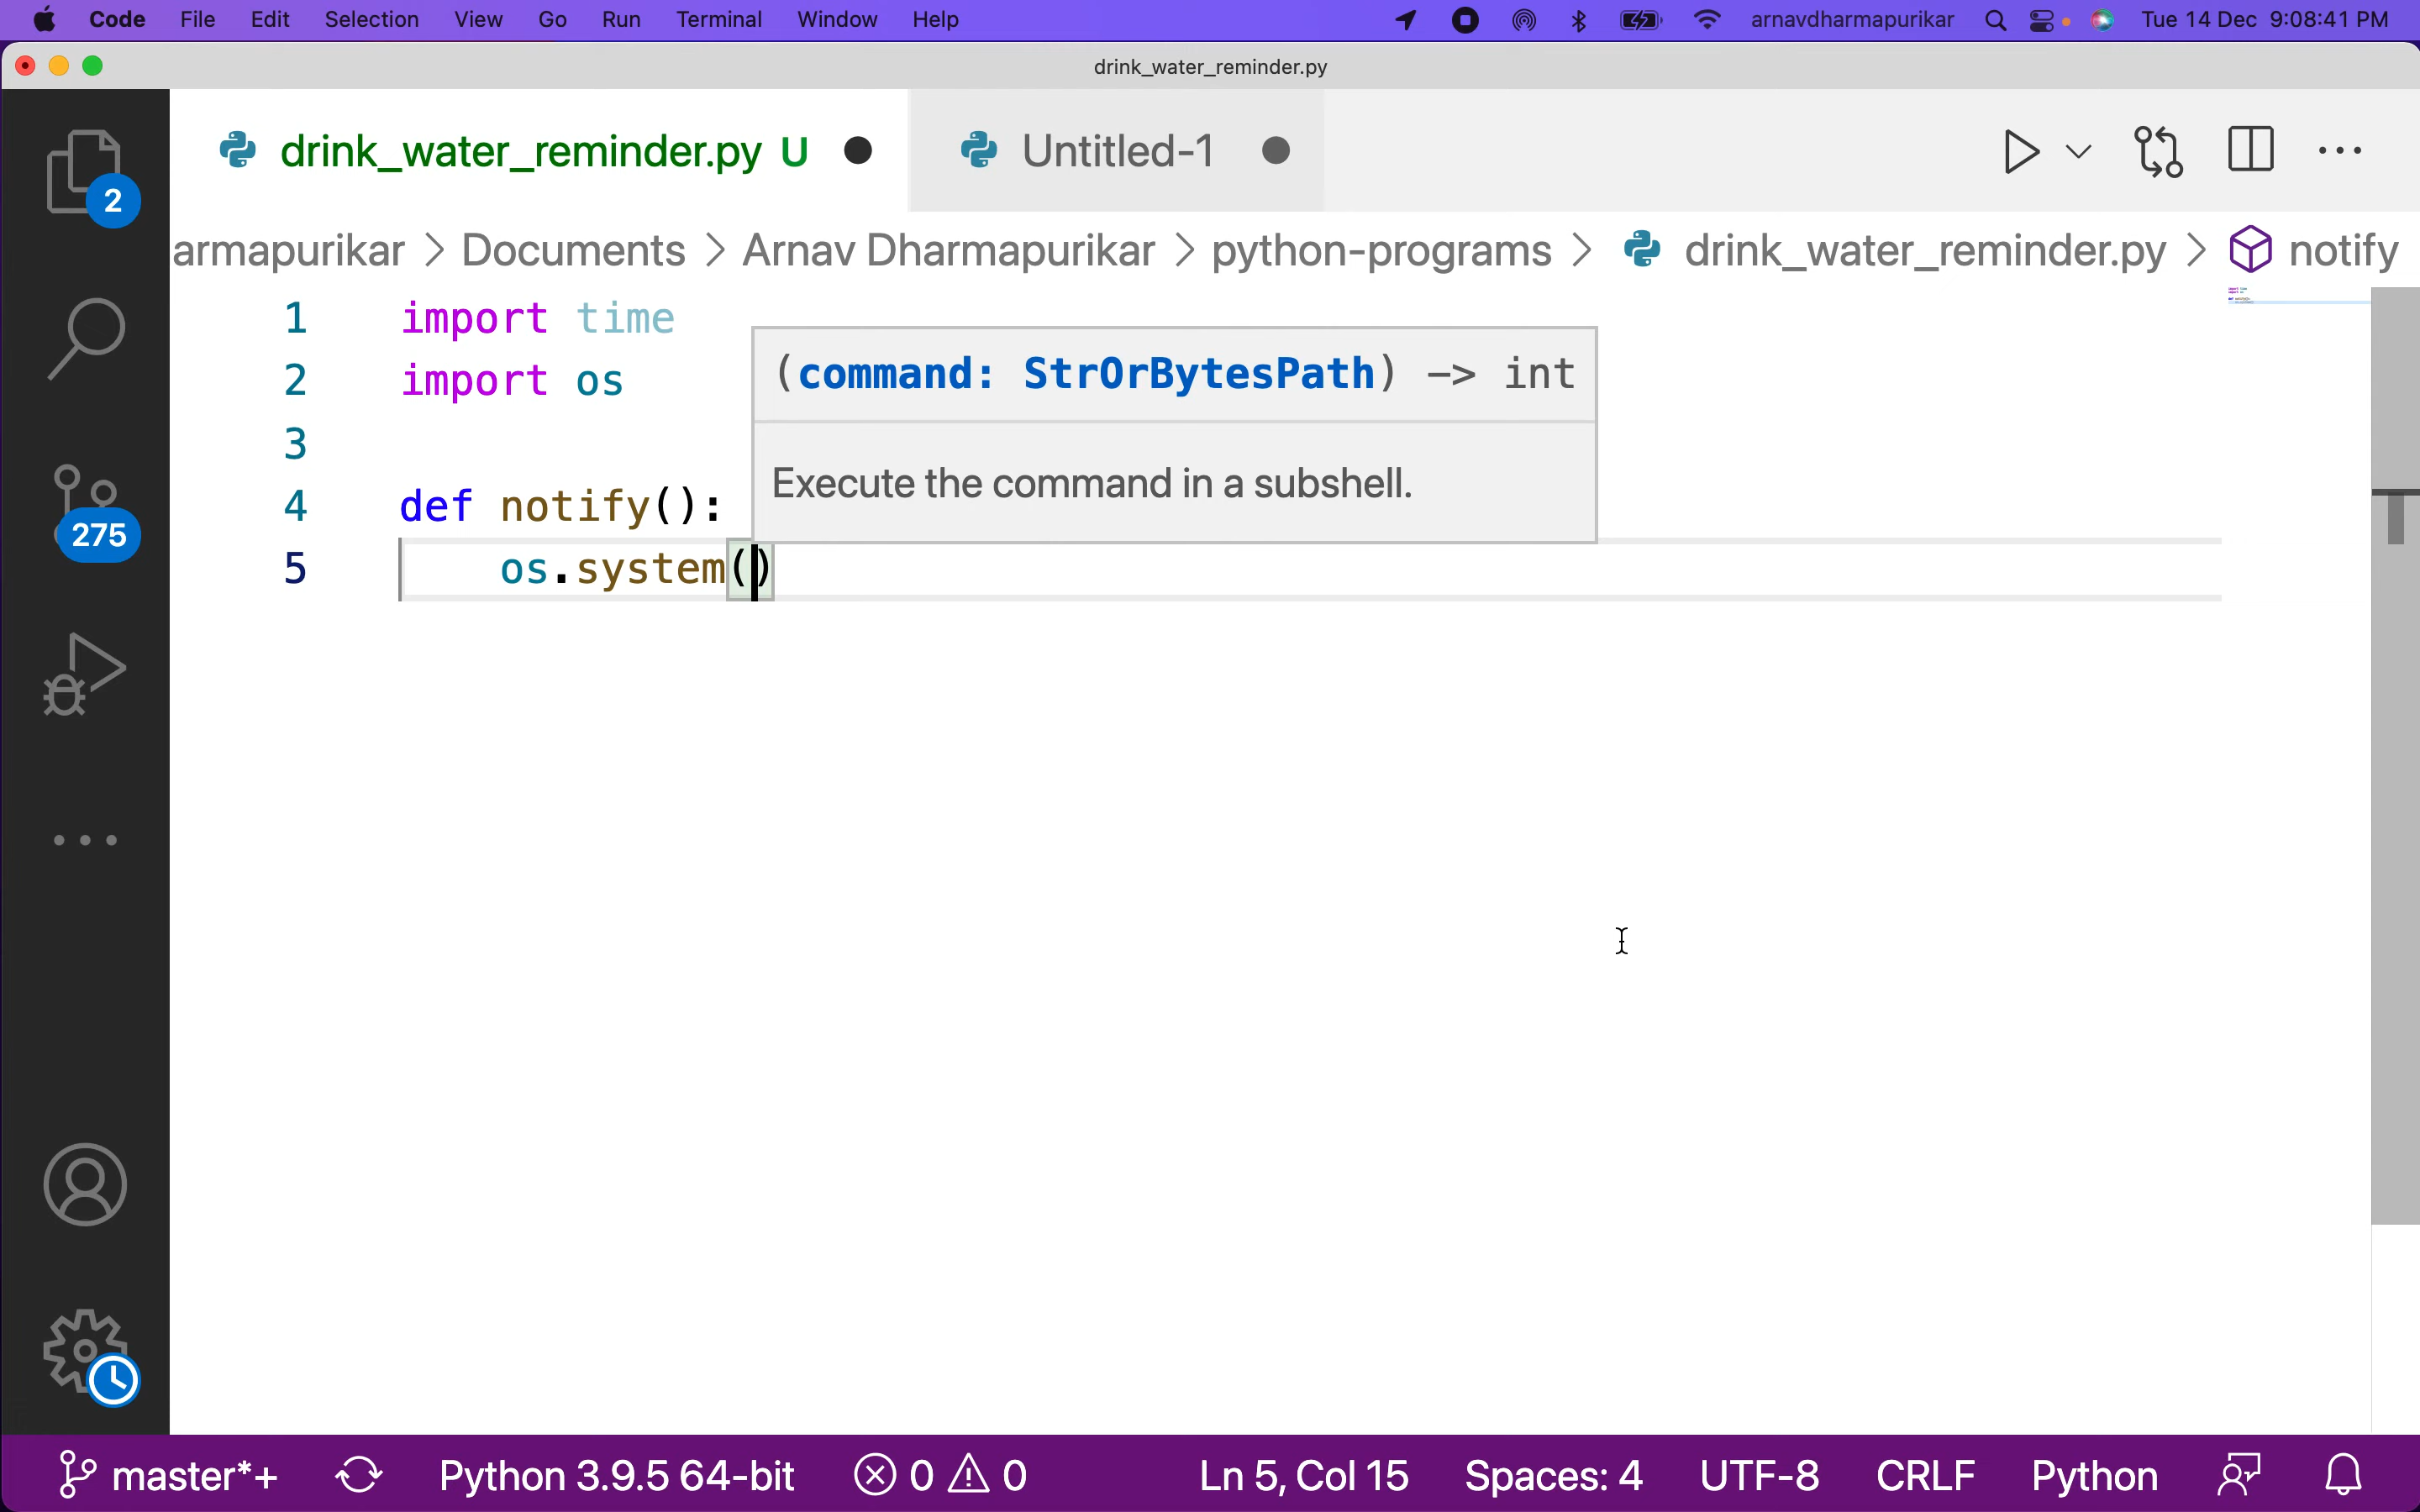 Code File Edit Selection View Go Run Terminal Window Help arnavdharmapurikar Tue 14 Dec 9:08:41 PM
drink_water_reminder.py
drink_water_reminder.py U Untitled-1
2
armapurikar > Documents > Arnav Dharmapurikar > python-programs > drink_water_reminder.py > notify
1 import time
(command: StrOrBytesPath) -> int
2 import os
3
Execute the command in a subshell.
4 def notify():
275
5 os.system()
master*+ Python 3.9.5 64-bit 0 0 Ln 5, Col 15 Spaces: 4 UTF-8 CRLF Python